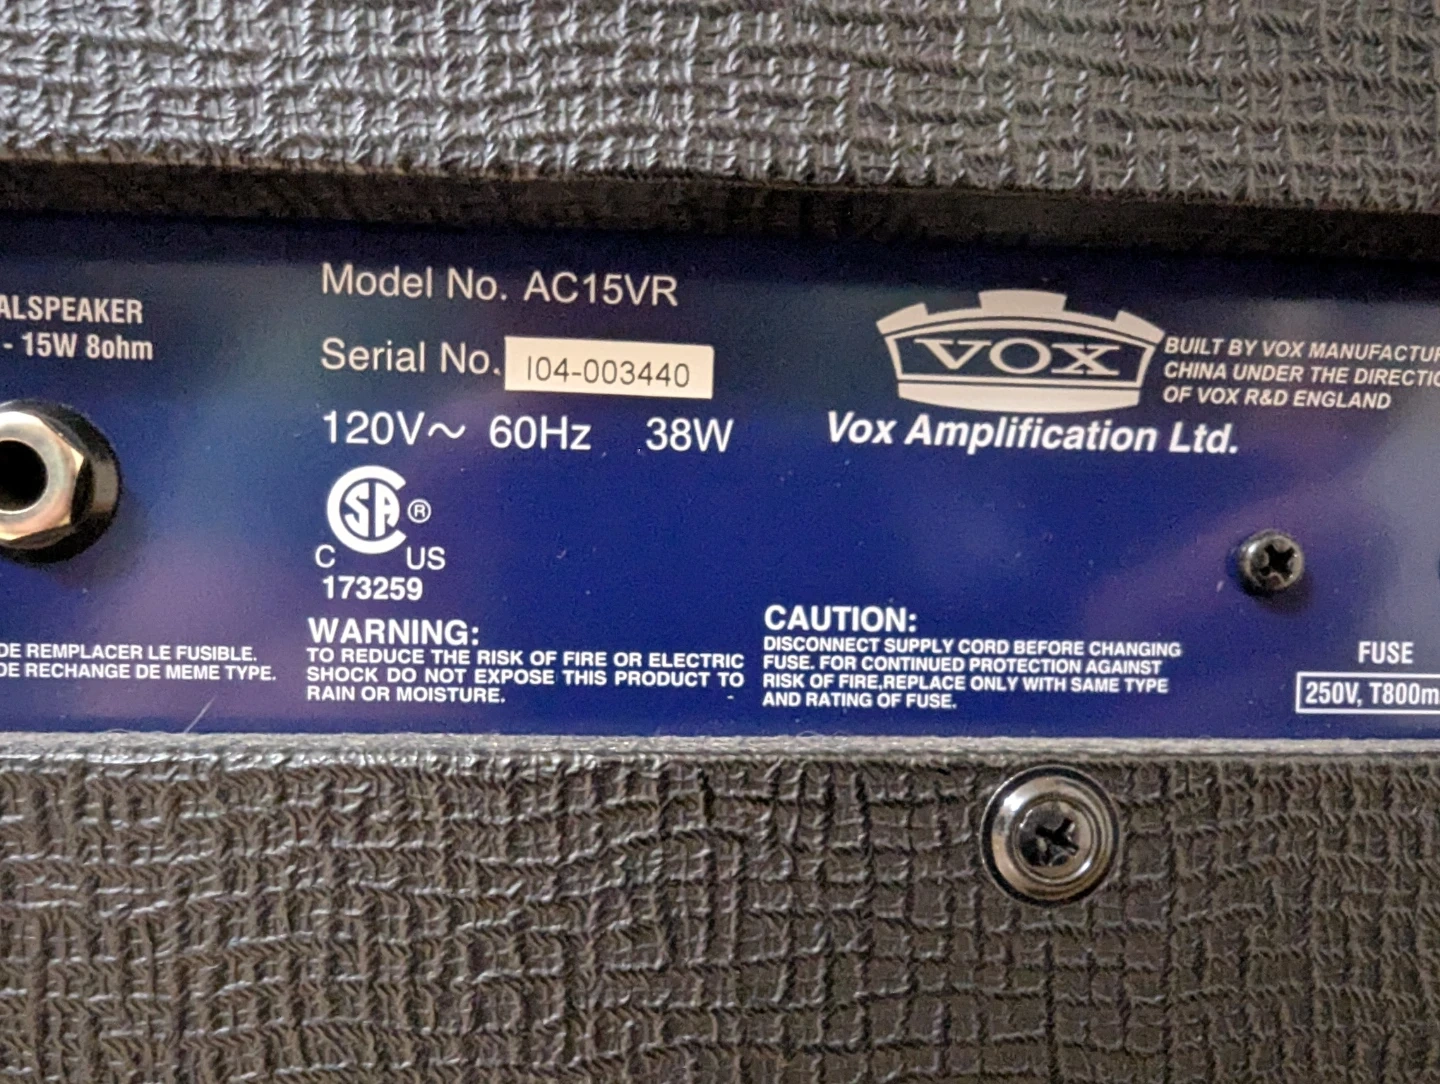 ALSPEAKER
- 15W 8ohm
Model No. AC15VR
Serial No. I04-003440
120V~ 60Hz 38W
C US
173259
VOX
BUILT BY VOX MANUFACTUR
CHINA UNDER THE DIRECTIO
OF VOX R&D ENGLAND
Vox Amplification Ltd.
DE REMPLACER LE FUSIBLE.
DE RECHANGE DE MEME TYPE.
WARNING:
TO REDUCE THE RISK OF FIRE OR ELECTRIC
SHOCK DO NOT EXPOSE THIS PRODUCT TO
RAIN OR MOISTURE.
CAUTION:
DISCONNECT SUPPLY CORD BEFORE CHANGING
FUSE. FOR CONTINUED PROTECTION AGAINST
RISK OF FIRE,REPLACE ONLY WITH SAME TYPE
AND RATING OF FUSE.
FUSE
250V, T800m